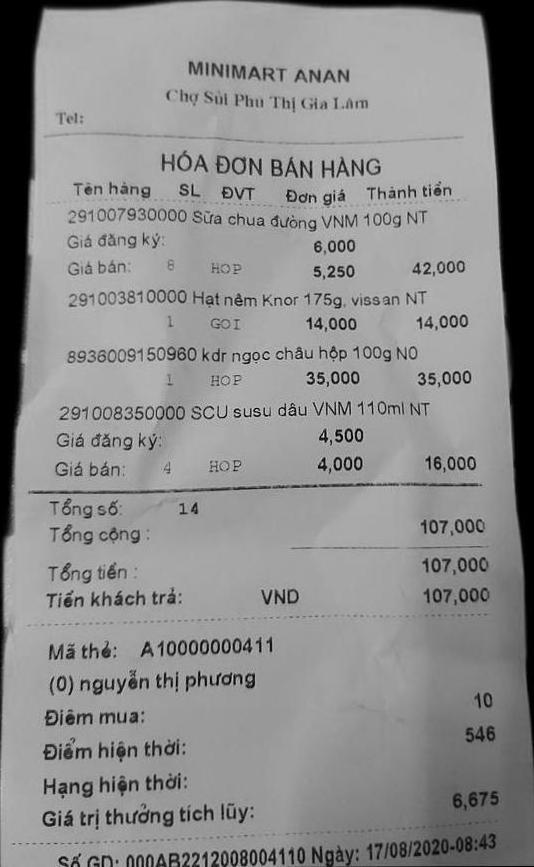 MINIMART ANAN
Chợ Sủi Phú Thị Gia Lâm
Tel:
HÓA ĐƠN BÁN HÀNG
Tên hàng SL ĐVT Đơn giá Thành tiền
291007930000 Sữa chua đường VNM 100g NT
Giá đăng ký: 6,000
Giá bán: 8 HOP 5,250 42,000
291003810000 Hạt nêm Knor 175g, vissan NT
1 GOI 14,000 14,000
8936009150960 kdr ngọc châu hộp 100g N0
1 HOP 35,000 35,000
291008350000 SCU susu dâu VNM 110ml NT
Giá đăng ký: 4,500
Giá bán: 4 HOP 4,000 16,000
Tổng số: 14
Tổng cộng : 107,000
Tổng tiền : 107,000
Tiền khách trả: VND 107,000
Mã thẻ: A10000000411
(0) nguyễn thị phương
Điểm mua: 10
Điểm hiện thời: 546
Hạng hiện thời:
Giá trị thưởng tích lũy: 6,675
Số GD: 000AB2212008004110 Ngày: 17/08/2020-08:43